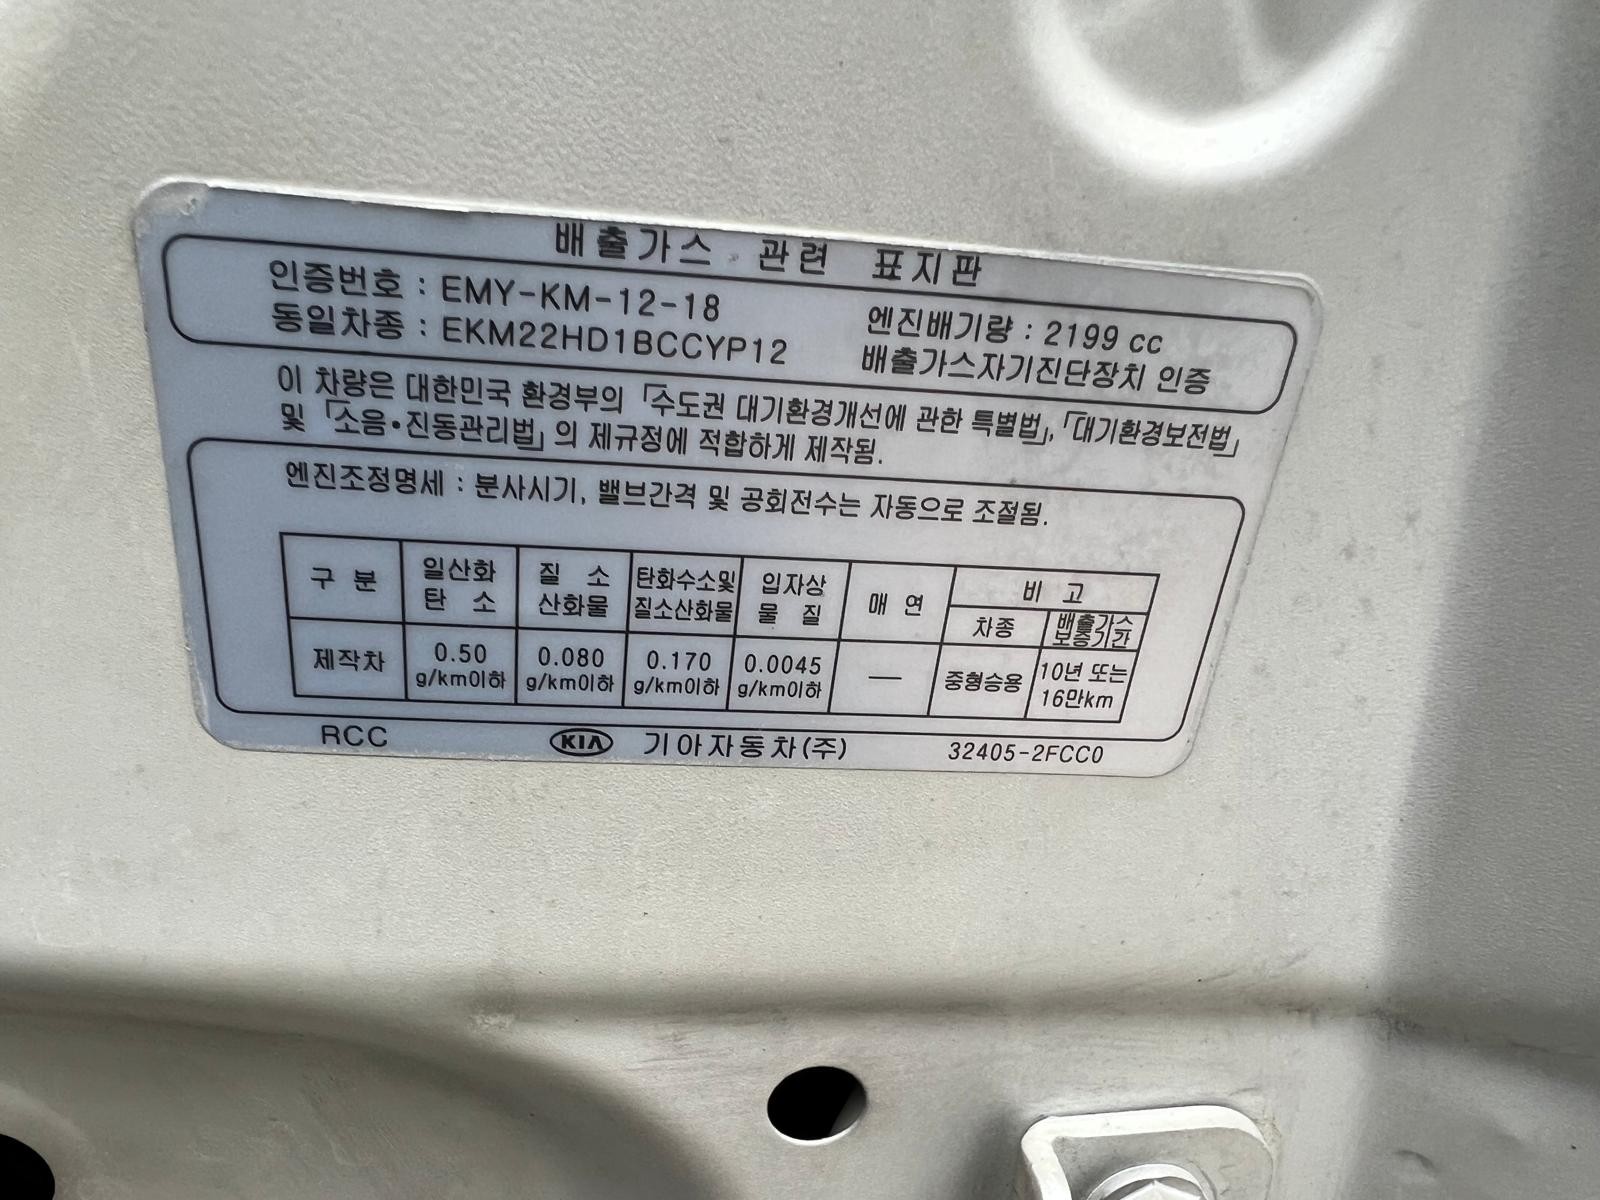 배출가스 관련 표지판
인증번호 : EMY-KM-12-18
동일차종 : EKM22HD1BCCYP12
엔진배기량 : 2199 cc
배출가스자기진단장치 인증
이 차량은 대한민국 환경부의 「수도권 대기환경개선에 관한 특별법」, 「대기환경보전법」
및 「소음·진동관리법」의 제규정에 적합하게 제작됨.
엔진조정명세 : 분사시기, 밸브간격 및 공회전수는 자동으로 조절됨.
구 분 일산화 탄 소 질 소 산화물 탄화수소및 질소산화물 입자상 물 질 매 연 비 고
차종 배출가스 보증기간
제작차 0.50 g/km이하 0.080 g/km이하 0.170 g/km이하 0.0045 g/km이하 — 중형승용 10년 또는 16만km
RCC KIA 기아자동차(주) 32405-2FCC0